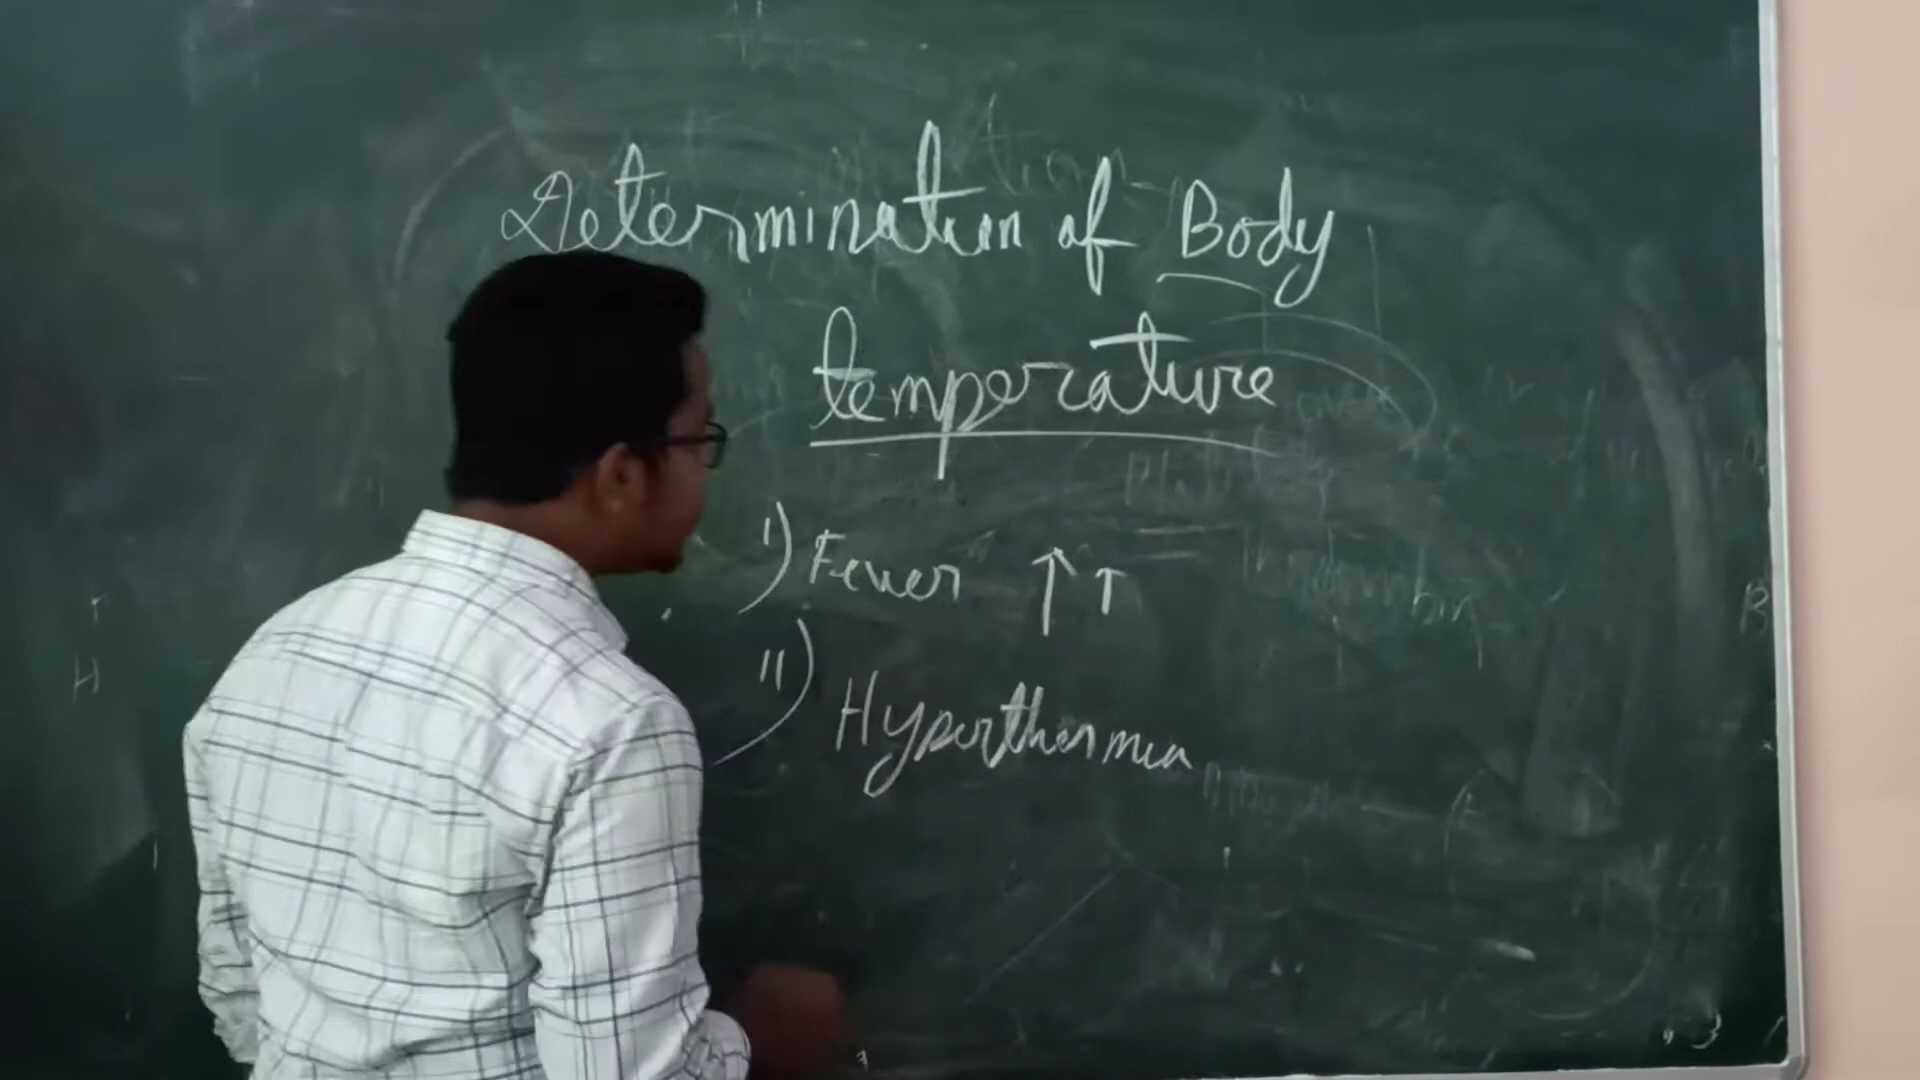 Determination of Body
temperature
i) Fever ↑↑
ii) Hyperthermia